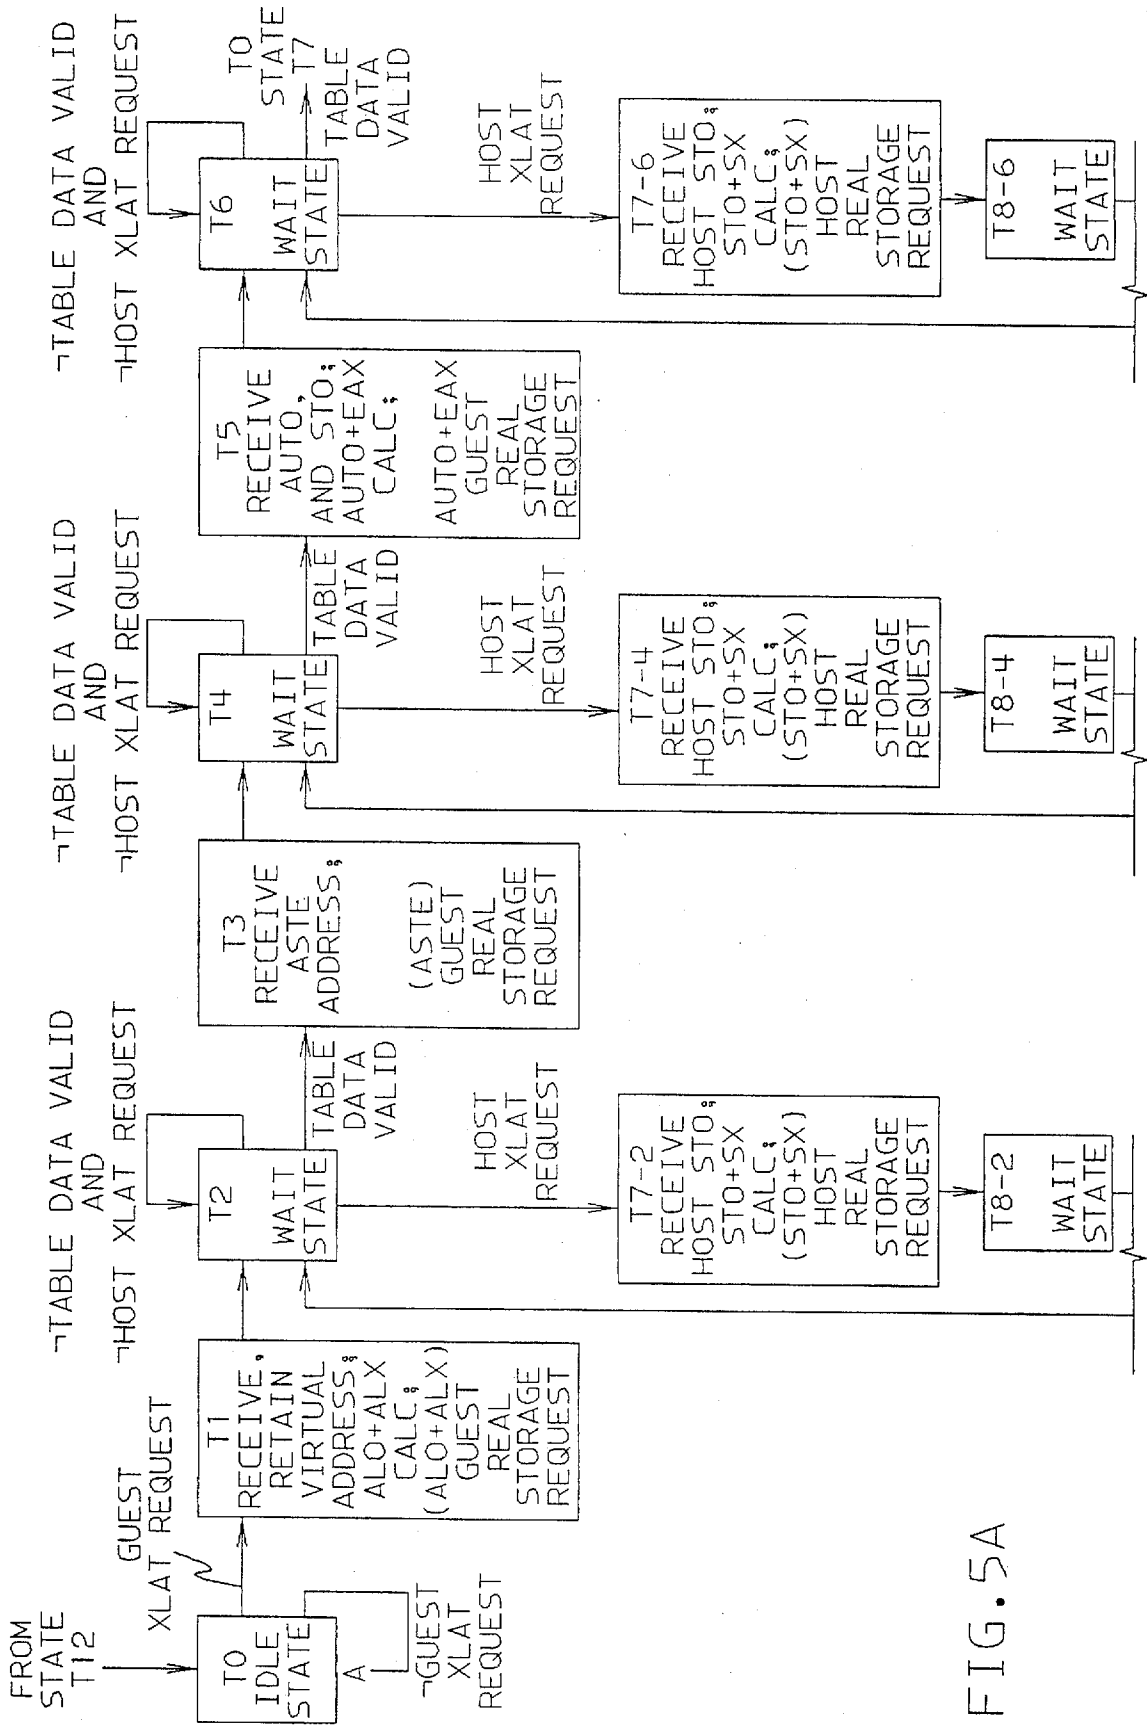 FROM
STATE
T12
T0
IDLE
STATE
A
¬GUEST
XLAT
REQUEST
GUEST
XLAT REQUEST
T1
RECEIVE,
RETAIN
VIRTUAL
ADDRESS;
ALO+ALX
CALC;
(ALO+ALX)
GUEST
REAL
STORAGE
REQUEST
¬TABLE DATA VALID
AND
¬HOST XLAT REQUEST
T2
WAIT
STATE
TABLE
DATA
VALID
HOST
XLAT
REQUEST
T7-2
RECEIVE
HOST STO;
STO+SX
CALC;
(STO+SX)
HOST
REAL
STORAGE
REQUEST
T8-2
WAIT
STATE
T3
RECEIVE
ASTE
ADDRESS;
(ASTE)
GUEST
REAL
STORAGE
REQUEST
¬TABLE DATA VALID
AND
¬HOST XLAT REQUEST
T4
WAIT
STATE
TABLE
DATA
VALID
HOST
XLAT
REQUEST
T7-4
RECEIVE
HOST STO;
STO+SX
CALC;
(STO+SX)
HOST
REAL
STORAGE
REQUEST
T8-4
WAIT
STATE
T5
RECEIVE
AUTO,
AND STO;
AUTO+EAX
CALC;
AUTO+EAX
GUEST
REAL
STORAGE
REQUEST
¬TABLE DATA VALID
AND
¬HOST XLAT REQUEST
T6
WAIT
STATE
TO
STATE
T7
TABLE
DATA
VALID
HOST
XLAT
REQUEST
T7-6
RECEIVE
HOST STO;
STO+SX
CALC;
(STO+SX)
HOST
REAL
STORAGE
REQUEST
T8-6
WAIT
STATE
FIG.5A